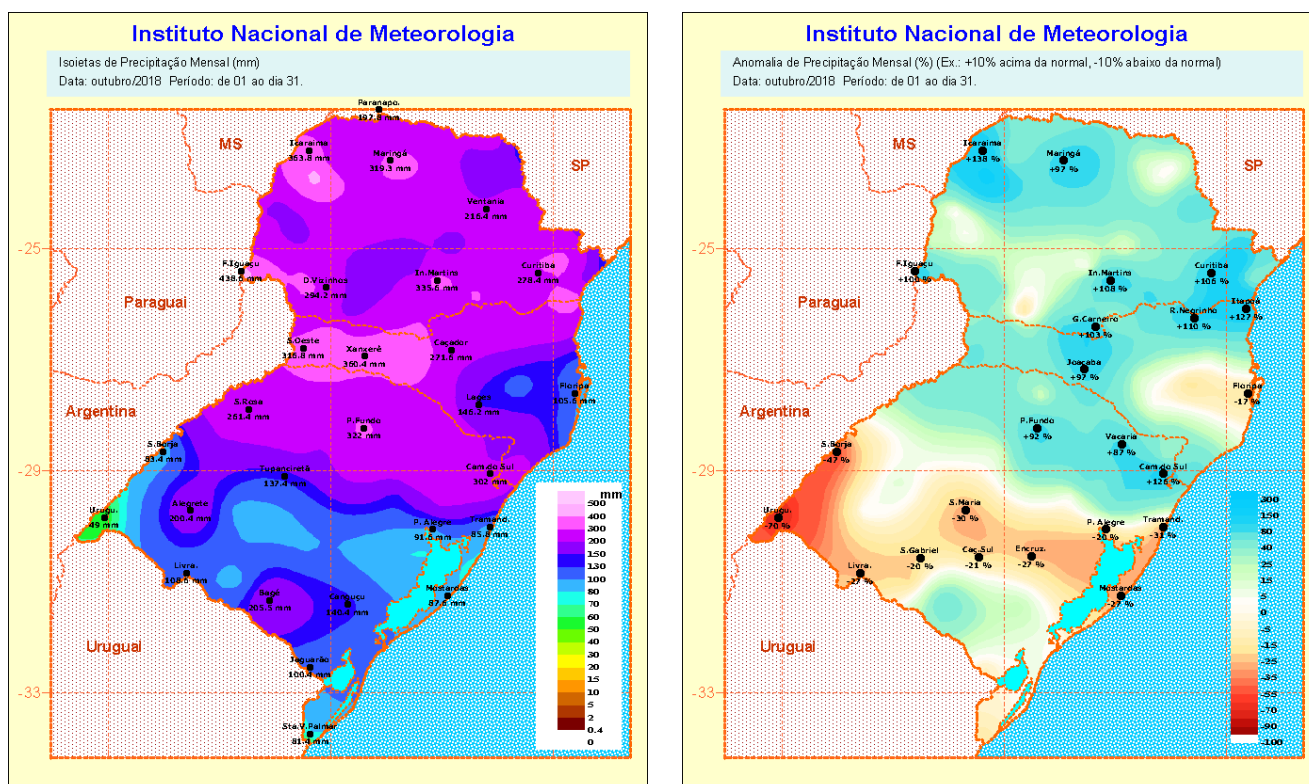 Instituto Nacional de Meteorologia
Isoietas de Precipitação Mensal (mm)
Data: outubro/2018 Período: de 01 ao dia 31.
Paranapo.
197.8 mm
MS
Icaraima
363.8 mm
Maringá
319.3 mm
SP
Ventania
216.4 mm
-25
F.Iguaçu
438.6 mm
D.Vizinhos
294.2 mm
In.Martins
335.6 mm
Curitiba
278.4 mm
Paraguai
S.Oeste
316.8 mm
Xanxerê
360.4 mm
Caçador
271.6 mm
Floripa
105.6 mm
Lages
146.2 mm
Argentina
S.Rosa
261.4 mm
P.Fundo
322 mm
S.Borja
83.4 mm
-29
Tupanciretã
137.4 mm
Cam.do Sul
302 mm
Alegrete
200.4 mm
Urugu.
49 mm
P. Alegre
91.6 mm
Tramand.
85.8 mm
Livra.
108.6 mm
Bagé
205.5 mm
Canguçu
140.4 mm
Mostardas
87.6 mm
Uruguai
Jaguarão
100.4 mm
-33
Sta.V.Palmar
81.4 mm
mm
500
400
300
200
150
100
80
70
60
50
40
30
20
15
10
5
2
0.4
0
Instituto Nacional de Meteorologia
Anomalia de Precipitação Mensal (%) (Ex.: +10% acima da normal, -10% abaixo da normal)
Data: outubro/2018 Período: de 01 ao dia 31.
MS
Icaraima
+138 %
Maringá
+97 %
SP
-25
F.Iguaçu
+100 %
In.Martins
+108 %
Curitiba
+106 %
Paraguai
Itapoá
+127 %
G.Carneiro
+103 %
R.Negrinho
+110 %
Joaçaba
+97 %
Floripa
-17 %
Argentina
P.Fundo
+92 %
Vacaria
+87 %
S.Borja
-47 %
-29
Cam.do Sul
+126 %
S.Maria
-30 %
Urugu.
-70 %
P. Alegre
-20 %
Tramand.
-31 %
S.Gabriel
-20 %
Caç.Sul
-21 %
Encruz.
-27 %
Livra.
-27 %
Mostardas
-27 %
Uruguai
-33
300
150
80
40
25
15
5
0
-5
-15
-25
-35
-55
-70
-90
-100